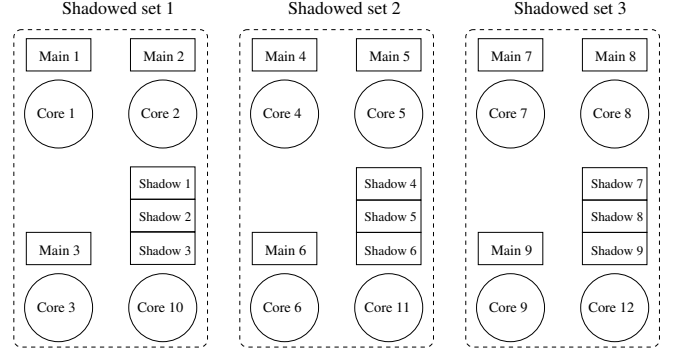 Shadowed set 1 Shadowed set 2 Shadowed set 3
Main 1 Main 2 Main 4 Main 5 Main 7 Main 8
Core 1 Core 2 Core 4 Core 5 Core 7 Core 8
Shadow 1 Shadow 4 Shadow 7
Shadow 2 Shadow 5 Shadow 8
Main 3 Shadow 3 Main 6 Shadow 6 Main 9 Shadow 9
Core 3 Core 10 Core 6 Core 11 Core 9 Core 12